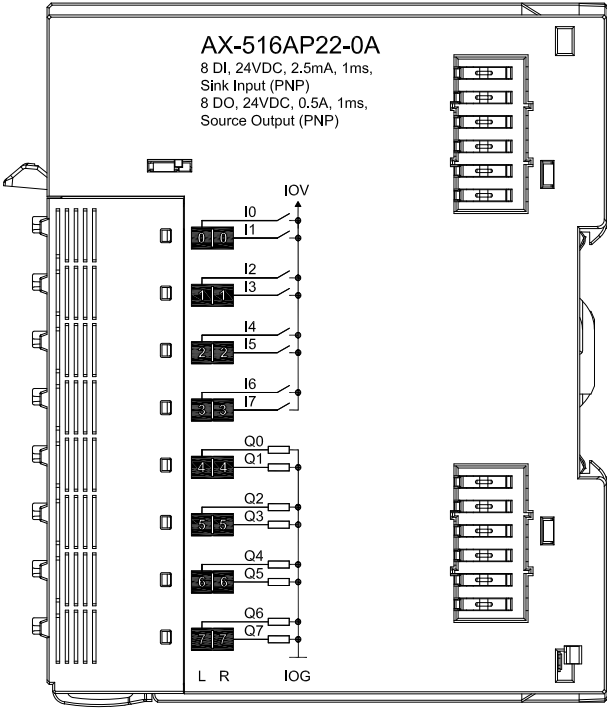 AX-516AP22-0A
8 DI, 24VDC, 2.5mA, 1ms,
Sink Input (PNP)
8 DO, 24VDC, 0.5A, 1ms,
Source Output (PNP)
IOV
I0
0 0
I1
I2
1 1
I3
I4
2 2
I5
I6
3 3
I7
Q0
4 4
Q1
Q2
5 5
Q3
Q4
6 6
Q5
Q6
7 7
Q7
L R IOG